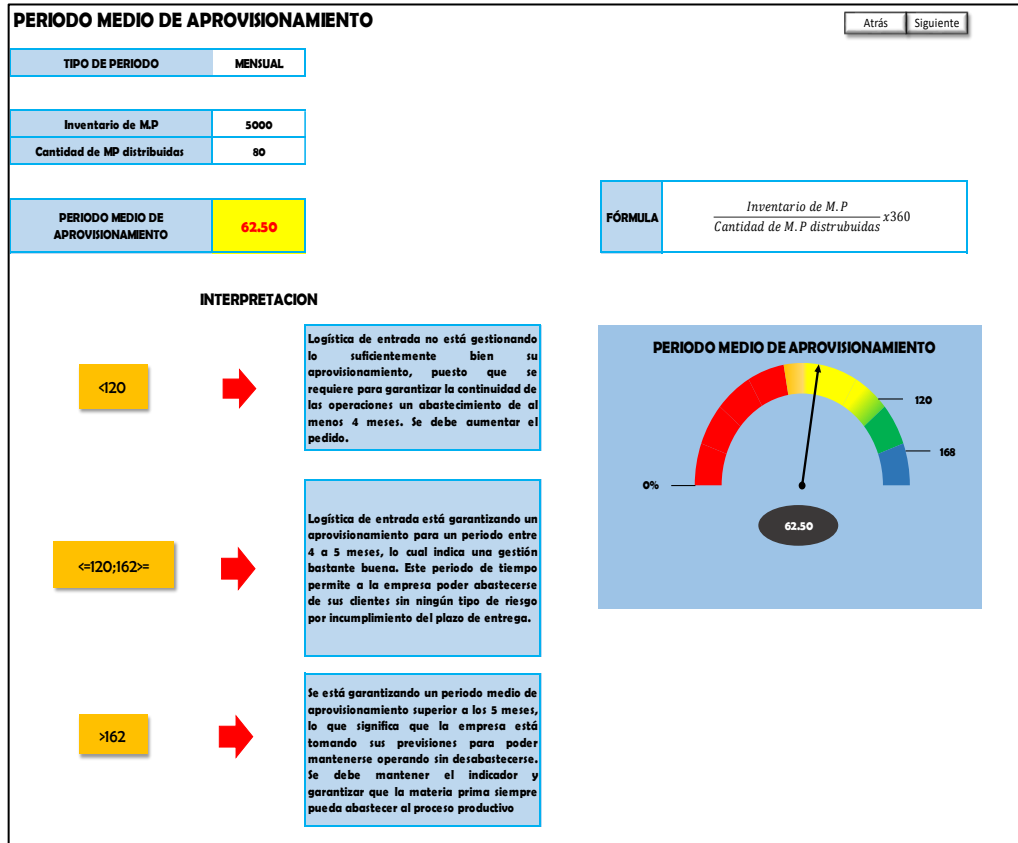 PERIODO MEDIO DE APROVISIONAMIENTO
Atrás
Siguiente
TIPO DE PERIODO
MENSUAL
Inventario de M.P
5000
Cantidad de MP distribuidas
80
PERIODO MEDIO DE
APROVISIONAMIENTO
62.50
FÓRMULA
Inventario de M.P
Cantidad de M.P distrubuidas
x360
INTERPRETACION
<120
Logística de entrada no está gestionando
lo suficientemente bien su
aprovisionamiento, puesto que se
requiere para garantizar la continuidad de
las operaciones un abastecimiento de al
menos 4 meses. Se debe aumentar el
pedido.
PERIODO MEDIO DE APROVISIONAMIENTO
120
168
0%
62.50
<=120;162>=
Logística de entrada está garantizando un
aprovisionamiento para un periodo entre
4 a 5 meses, lo cual indica una gestión
bastante buena. Este periodo de tiempo
permite a la empresa poder abastecerse
de sus clientes sin ningún tipo de riesgo
por incumplimiento del plazo de entrega.
>162
Se está garantizando un periodo medio de
aprovisionamiento superior a los 5 meses,
lo que significa que la empresa está
tomando sus previsiones para poder
mantenerse operando sin desabastecerse.
Se debe mantener el indicador y
garantizar que la materia prima siempre
pueda abastecer al proceso productivo